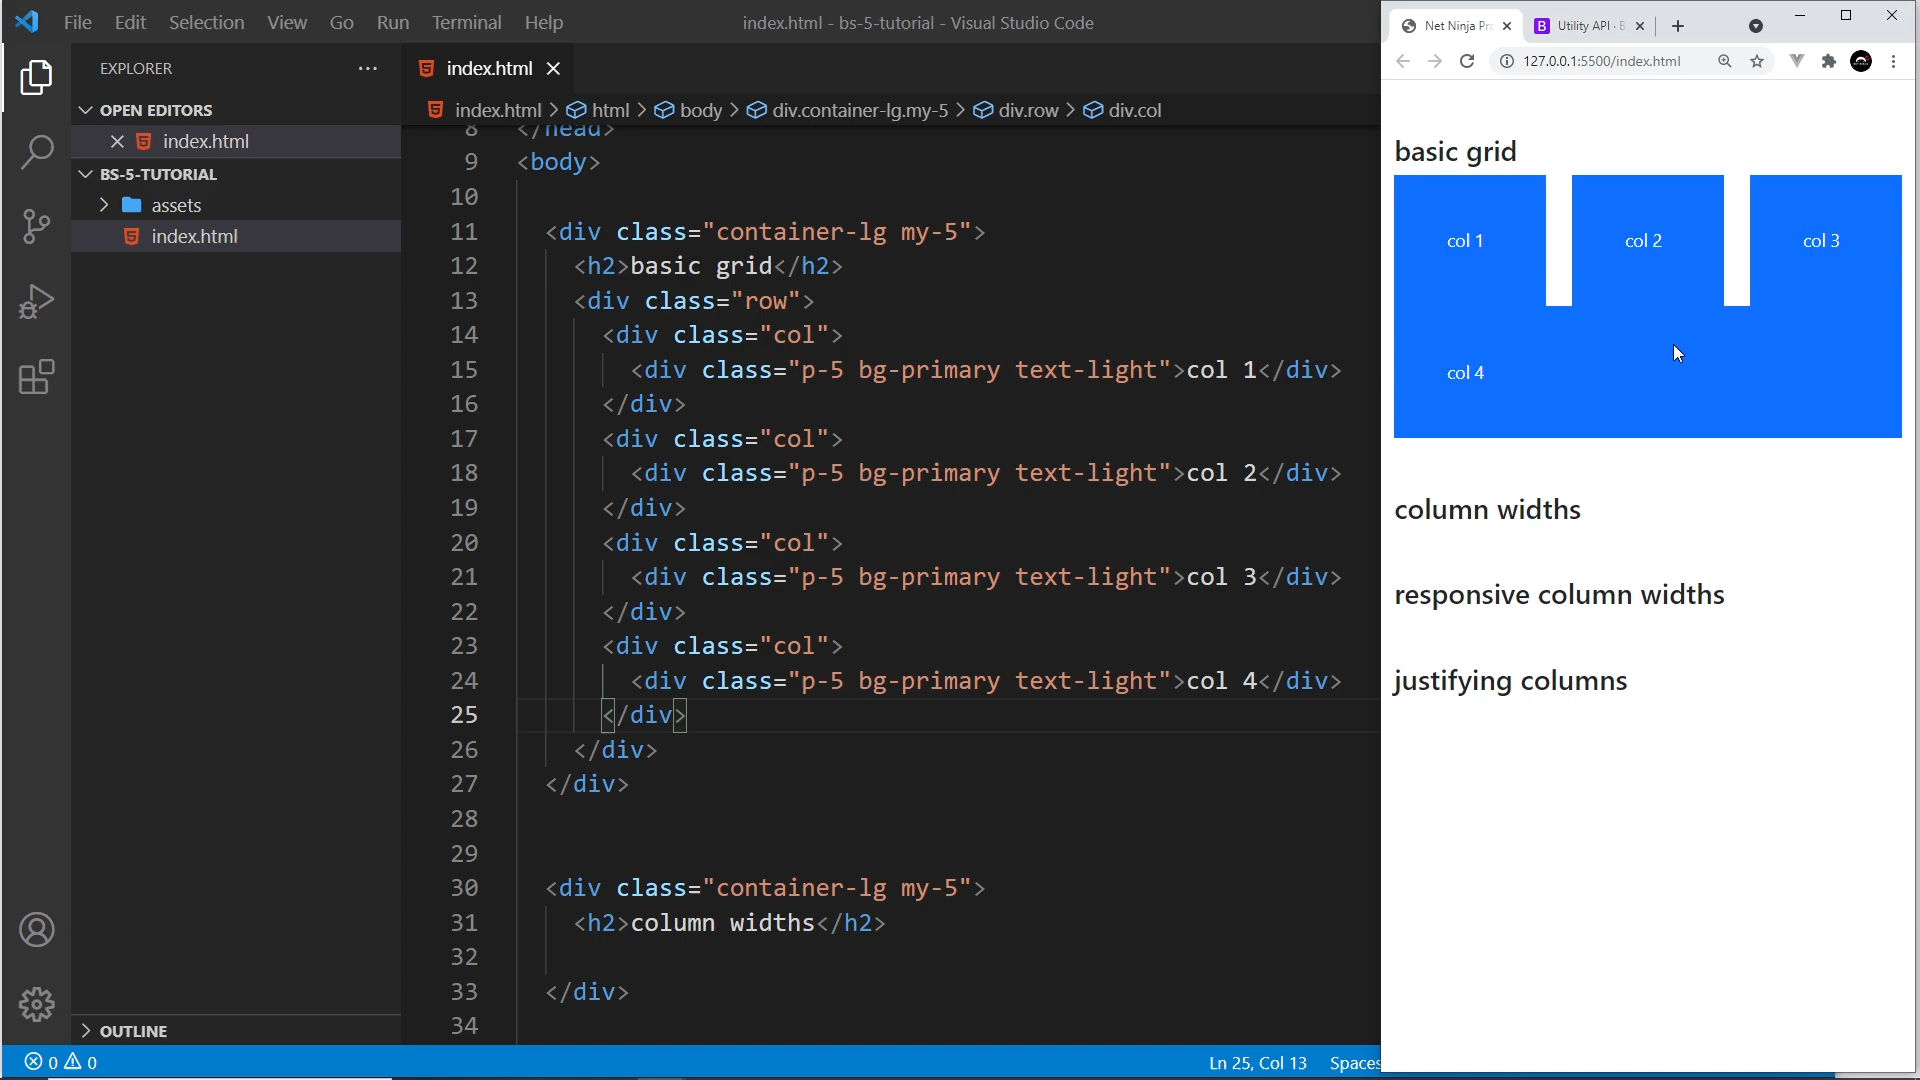 File Edit Selection View Go Run Terminal Help
index.html - bs-5-tutorial - Visual Studio Code
EXPLORER
OPEN EDITORS
index.html
BS-5-TUTORIAL
assets
index.html
OUTLINE
index.html
index.html > html > body > div.container-lg.my-5 > div.row > div.col
8 </head>
9 <body>
10
11 <div class="container-lg my-5">
12 <h2>basic grid</h2>
13 <div class="row">
14 <div class="col">
15 <div class="p-5 bg-primary text-light">col 1</div>
16 </div>
17 <div class="col">
18 <div class="p-5 bg-primary text-light">col 2</div>
19 </div>
20 <div class="col">
21 <div class="p-5 bg-primary text-light">col 3</div>
22 </div>
23 <div class="col">
24 <div class="p-5 bg-primary text-light">col 4</div>
25 </div>
26 </div>
27 </div>
28
29
30 <div class="container-lg my-5">
31 <h2>column widths</h2>
32
33 </div>
34
0 0
Ln 25, Col 13 Spaces
Net Ninja Pro
B Utility API · B
127.0.0.1:5500/index.html
basic grid
col 1 col 2 col 3
col 4
column widths
responsive column widths
justifying columns